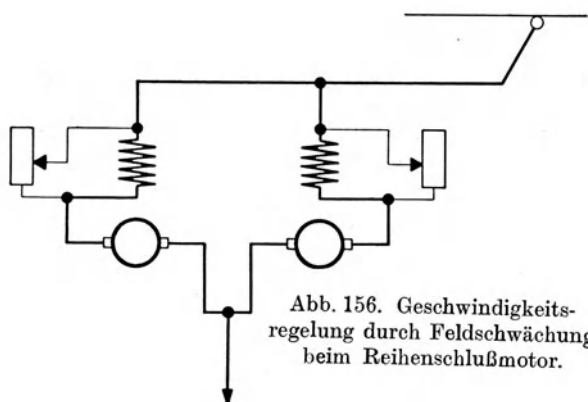 Abb. 156. Geschwindigkeits-
regelung durch Feldschwächung
beim Reihenschlußmotor.